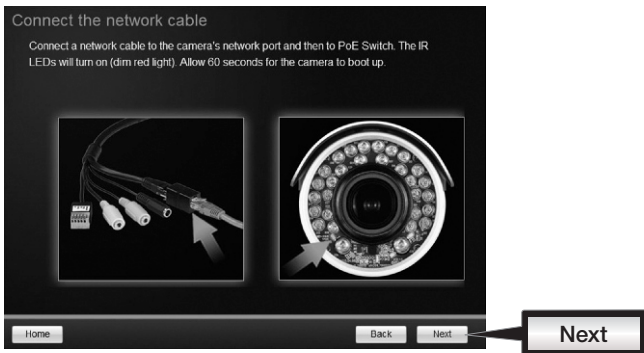 Connect the network cable
Connect a network cable to the camera's network port and then to PoE Switch. The IR
LEDs will turn on (dim red light). Allow 60 seconds for the camera to boot up.
Home
Back
Next
Next